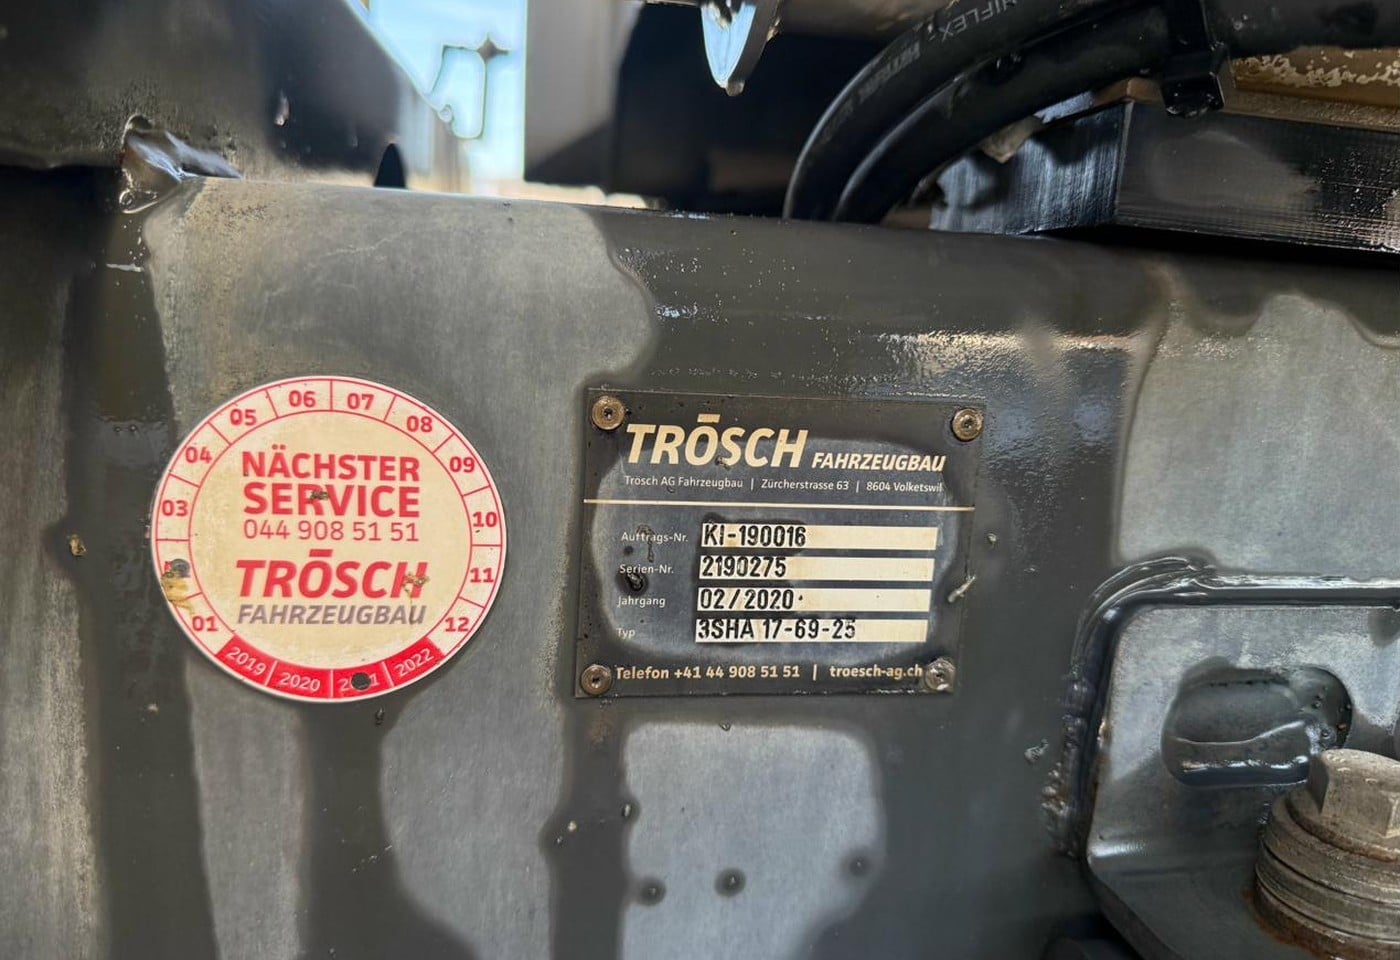 05 06 07 08
04 09
03 10
11
01 12
NÄCHSTER
SERVICE
044 908 51 51
TRÖSCH
FAHRZEUGBAU
2019 2020 2022
TRÖSCH FAHRZEUGBAU
Trösch AG Fahrzeugbau | Zürcherstrasse 63 | 8604 Volketswil
Auftrags-Nr. KI-190016
Serien-Nr. 2190275
Jahrgang 02/2020
Typ 3SHA 17-69-25
Telefon +41 44 908 51 51 | troesch-ag.ch